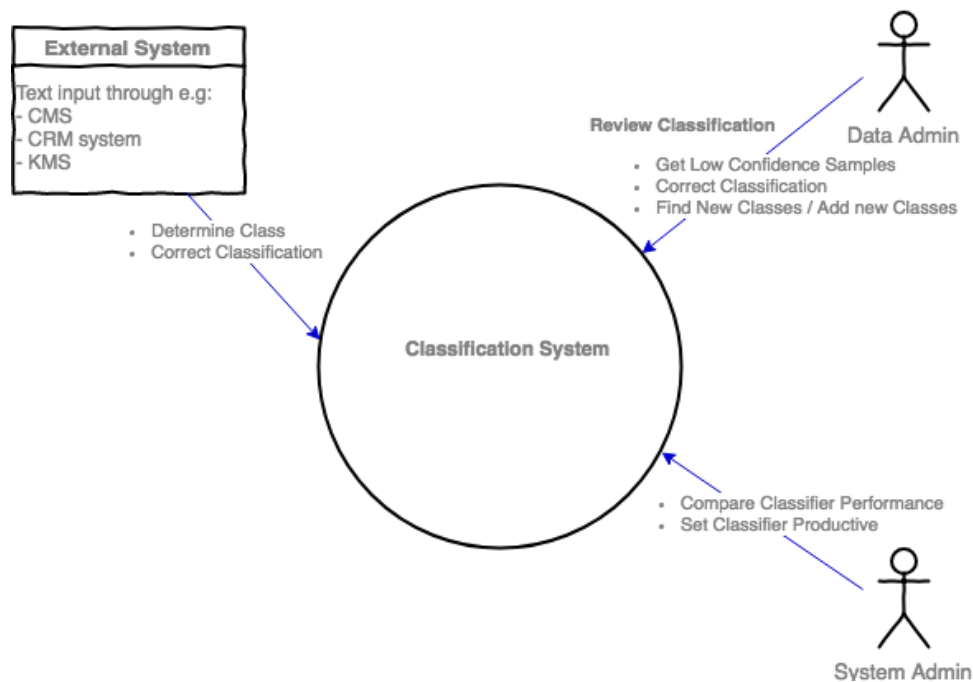 External System
Text input through e.g:
- CMS
- CRM system
- KMS
Data Admin
Review Classification
• Get Low Confidence Samples
• Correct Classification
• Find New Classes / Add new Classes
• Determine Class
• Correct Classification
Classification System
• Compare Classifier Performance
• Set Classifier Productive
System Admin